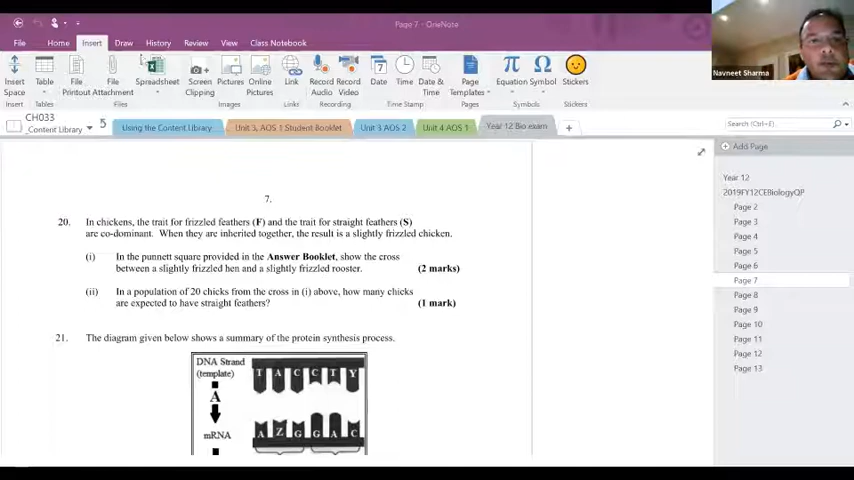 Page 7 - OneNote
File Home Insert Draw History Review View Class Notebook
Insert Space
Table
File Printout
File Attachment
Spreadsheet
Screen Clipping
Pictures
Online Pictures
Link
Record Audio
Record Video
Date
Time
Date & Time
Page Templates
Equation
Symbol
Stickers
Insert Tables Files Images Links Recording Time Stamp Pages Symbols Stickers
Navneet Sharma
CH033
_Content Library
Using the Content Library
Unit 3, AOS 1 Student Booklet
Unit 3 AOS 2
Unit 4 AOS 1
Year 12 Bio exam
Search (Ctrl+E)
Add Page
Year 12
2019FY12CEBiologyQP
Page 2
Page 3
Page 4
Page 5
Page 6
Page 7
Page 8
Page 9
Page 10
Page 11
Page 12
Page 13
7.
20. In chickens, the trait for frizzled feathers (F) and the trait for straight feathers (S)
are co-dominant. When they are inherited together, the result is a slightly frizzled chicken.
(i) In the punnett square provided in the Answer Booklet, show the cross
between a slightly frizzled hen and a slightly frizzled rooster. (2 marks)
(ii) In a population of 20 chicks from the cross in (i) above, how many chicks
are expected to have straight feathers? (1 mark)
21. The diagram given below shows a summary of the protein synthesis process.
DNA Strand
(template)
T A C C T Y
A
mRNA
A Z G G A C